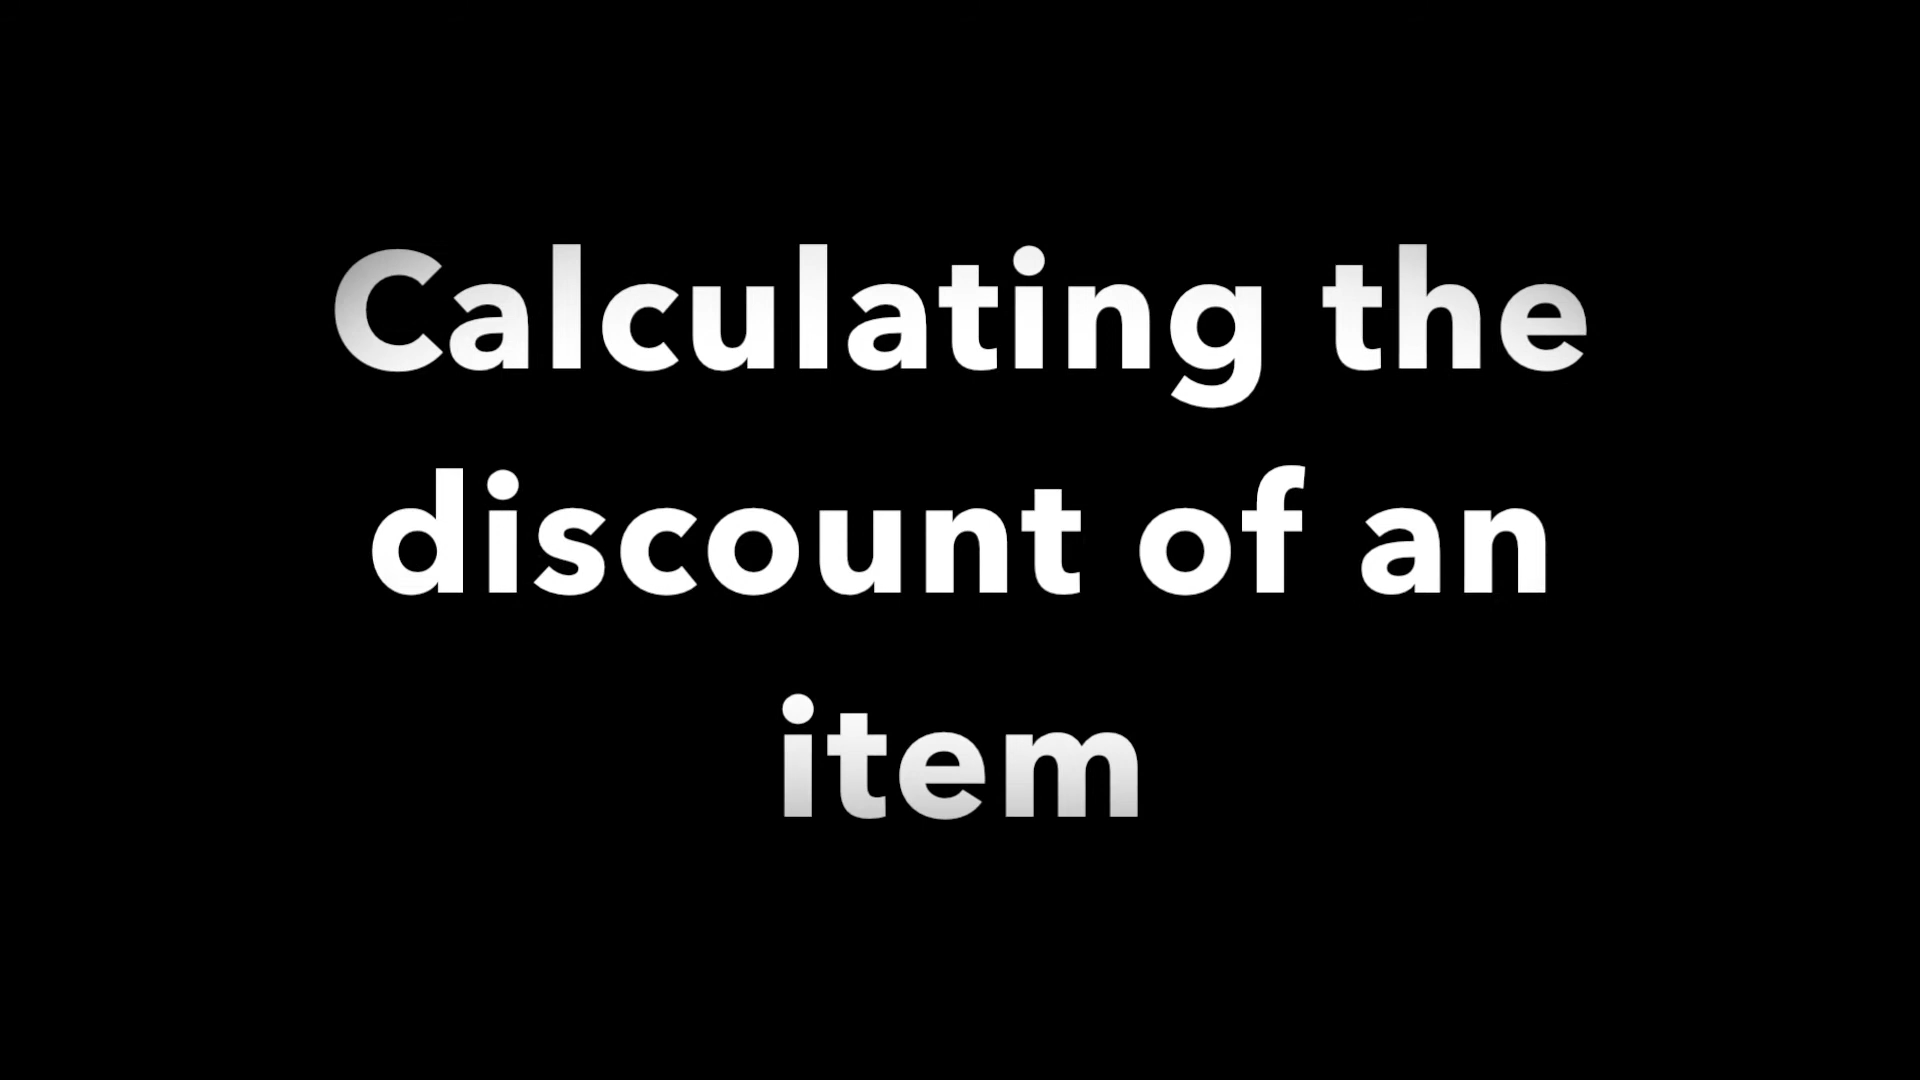 Calculating the
discount of an
item